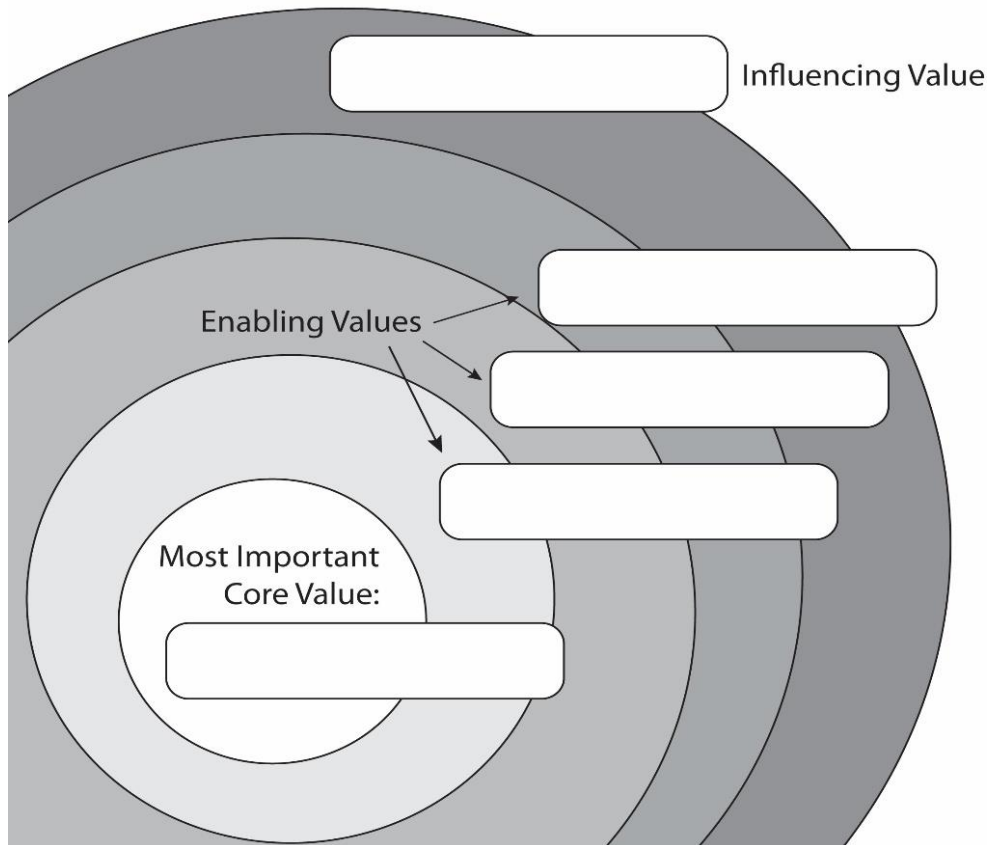 Influencing Value
Enabling Values
Most Important
Core Value: